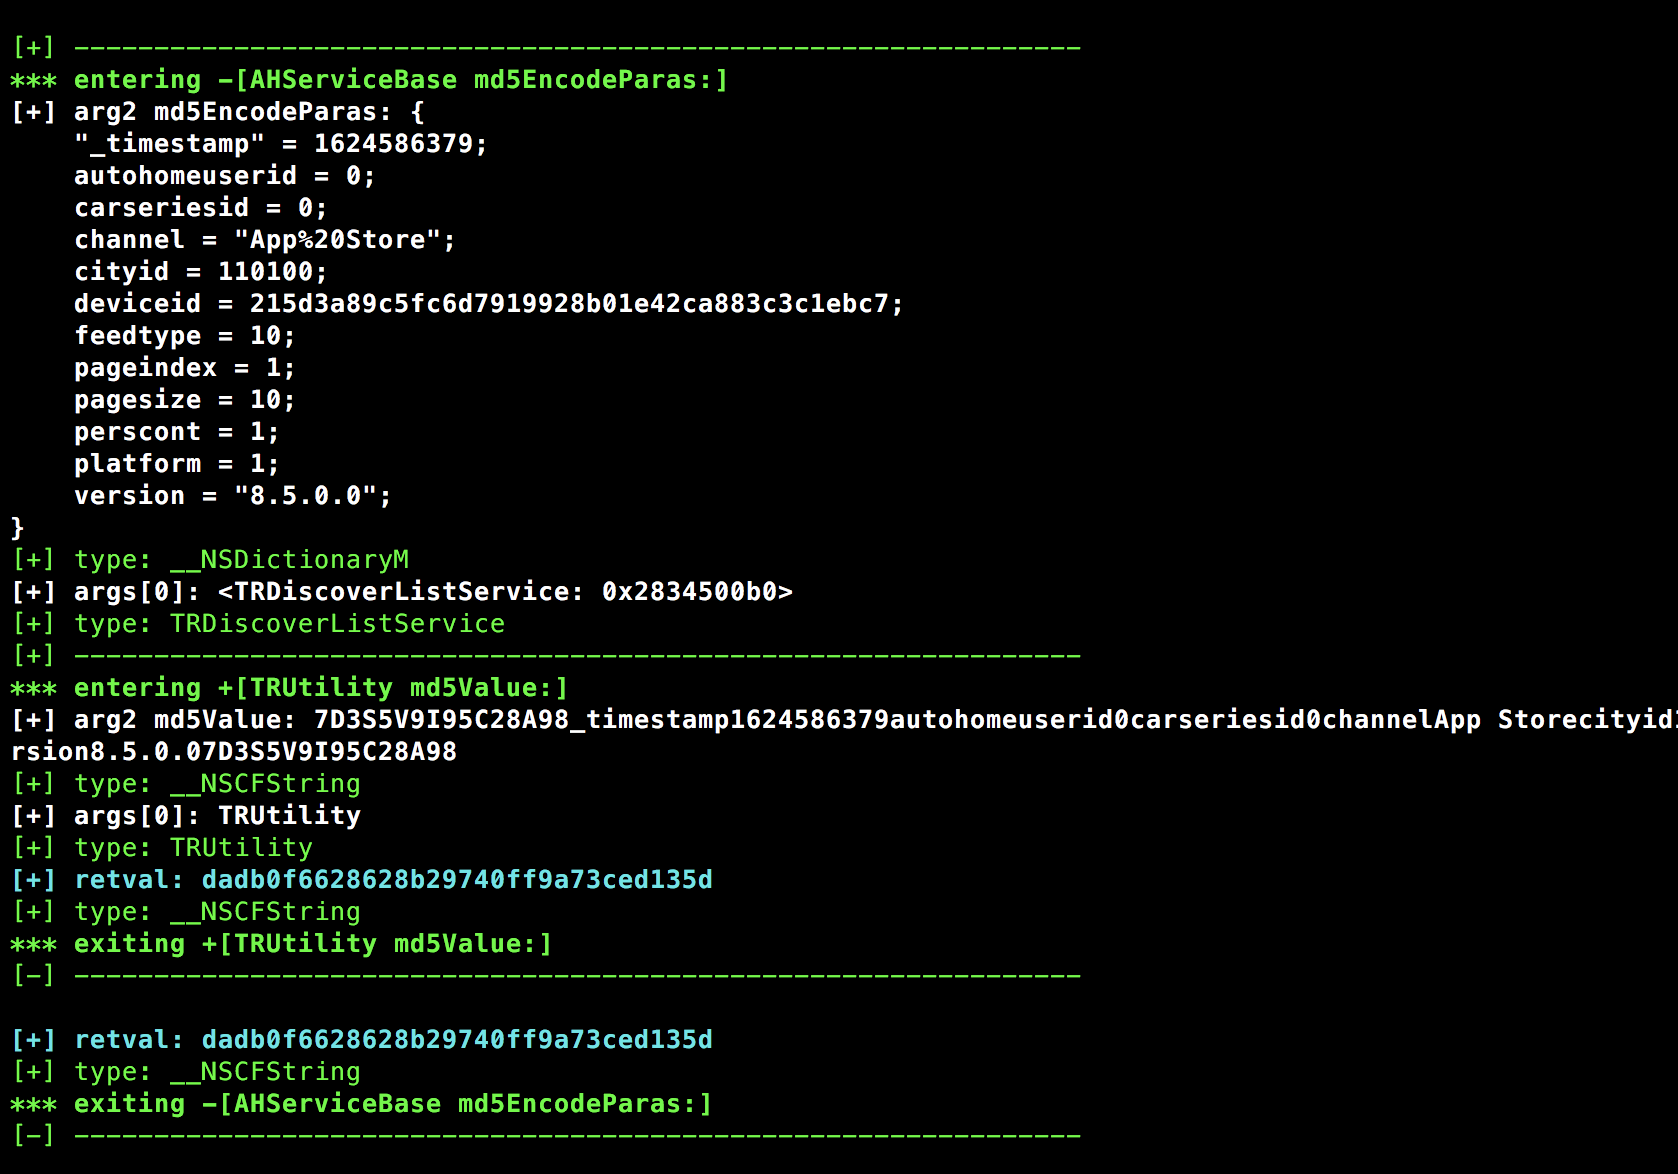 [+] ---------------------------------------------------------------
*** entering -[AHServiceBase md5EncodeParas:]
[+] arg2 md5EncodeParas: {
    "_timestamp" = 1624586379;
    autohomeuserid = 0;
    carseriesid = 0;
    channel = "App%20Store";
    cityid = 110100;
    deviceid = 215d3a89c5fc6d7919928b01e42ca883c3c1ebc7;
    feedtype = 10;
    pageindex = 1;
    pagesize = 10;
    perscont = 1;
    platform = 1;
    version = "8.5.0.0";
}
[+] type: __NSDictionaryM
[+] args[0]: <TRDiscoverListService: 0x2834500b0>
[+] type: TRDiscoverListService
[+] ---------------------------------------------------------------
*** entering +[TRUtility md5Value:]
[+] arg2 md5Value: 7D3S5V9I95C28A98_timestamp1624586379autohomeuserid0carseriesid0channelApp Storecityid
rsion8.5.0.07D3S5V9I95C28A98
[+] type: __NSCFString
[+] args[0]: TRUtility
[+] type: TRUtility
[+] retval: dadb0f6628628b29740ff9a73ced135d
[+] type: __NSCFString
*** exiting +[TRUtility md5Value:]
[-] ---------------------------------------------------------------
[+] retval: dadb0f6628628b29740ff9a73ced135d
[+] type: __NSCFString
*** exiting -[AHServiceBase md5EncodeParas:]
[-] ---------------------------------------------------------------